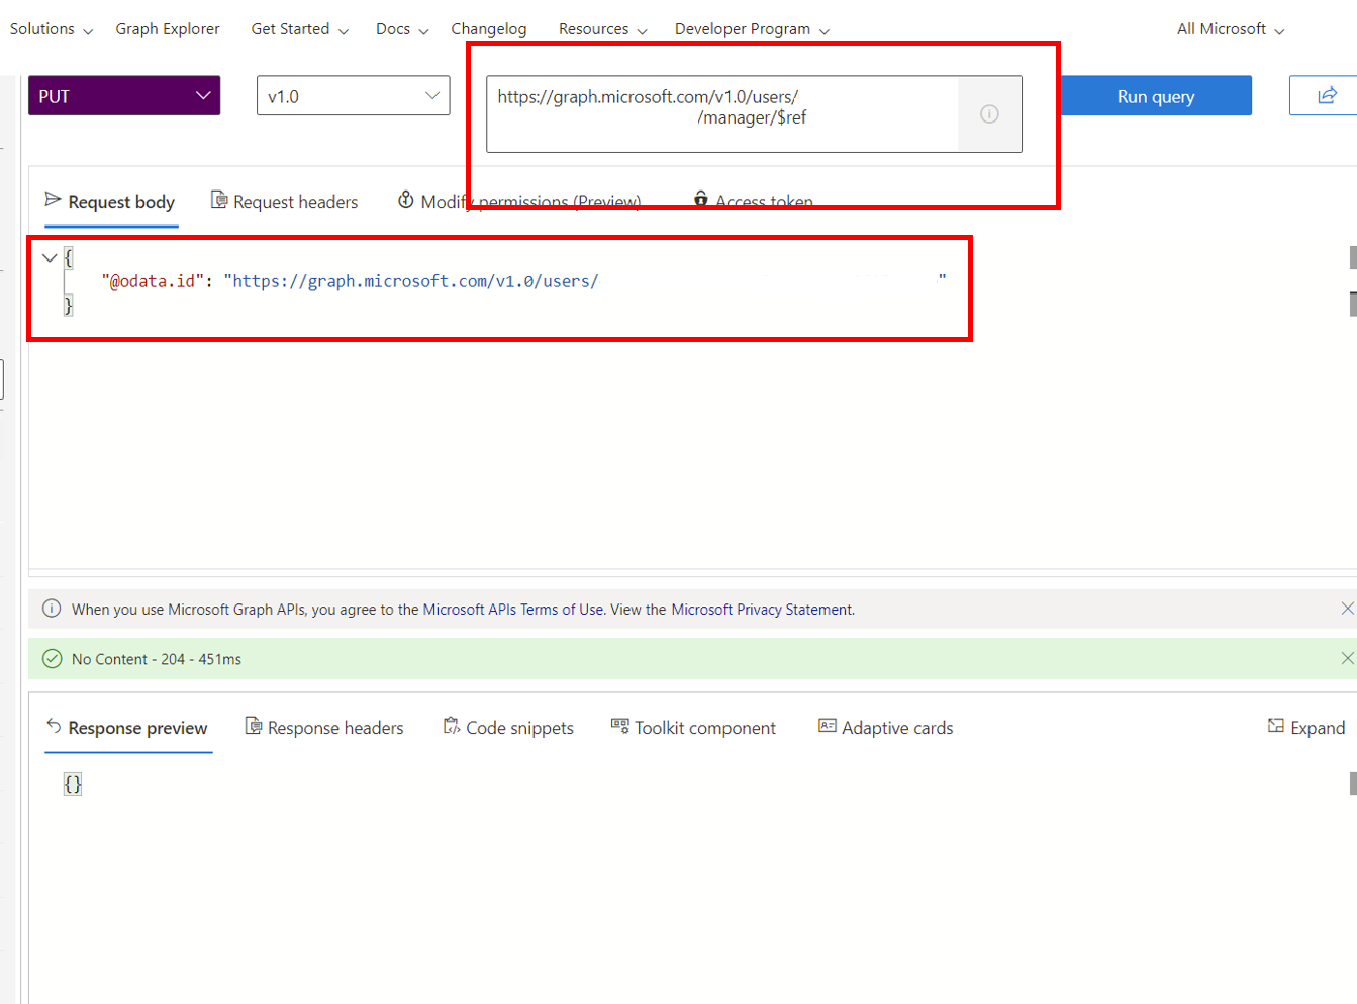 Solutions Graph Explorer Get Started Docs Changelog Resources Developer Program All Microsoft
PUT
v1.0
https://graph.microsoft.com/v1.0/users/
/manager/$ref
Run query
Request body Request headers Modify permissions (Preview) Access token
{
"@odata.id": "https://graph.microsoft.com/v1.0/users/ "
}
When you use Microsoft Graph APIs, you agree to the Microsoft APIs Terms of Use. View the Microsoft Privacy Statement.
No Content - 204 - 451ms
Response preview Response headers Code snippets Toolkit component Adaptive cards Expand
{}